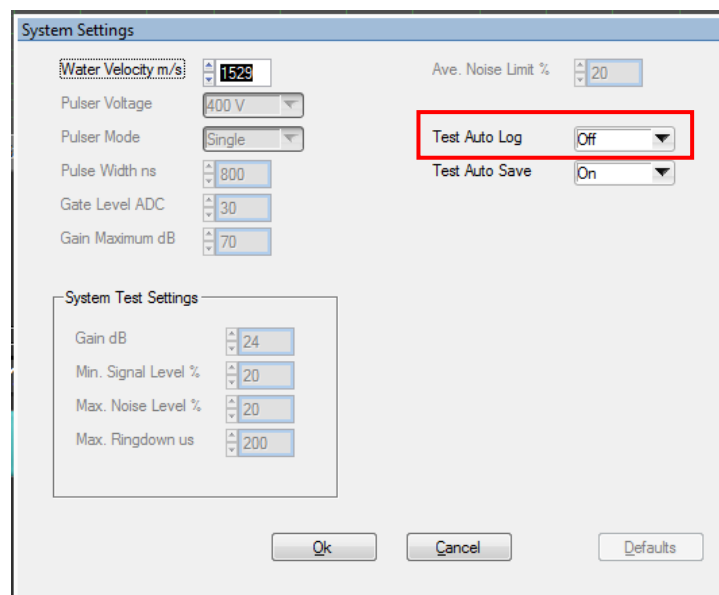 System Settings
Water Velocity m/s 1529
Pulser Voltage 400 V
Pulser Mode Single
Pulse Width ns 800
Gate Level ADC 30
Gain Maximum dB 70
Ave. Noise Limit % 20
Test Auto Log Off
Test Auto Save On
System Test Settings
Gain dB 24
Min. Signal Level % 20
Max. Noise Level % 20
Max. Ringdown us 200
Ok Cancel Defaults